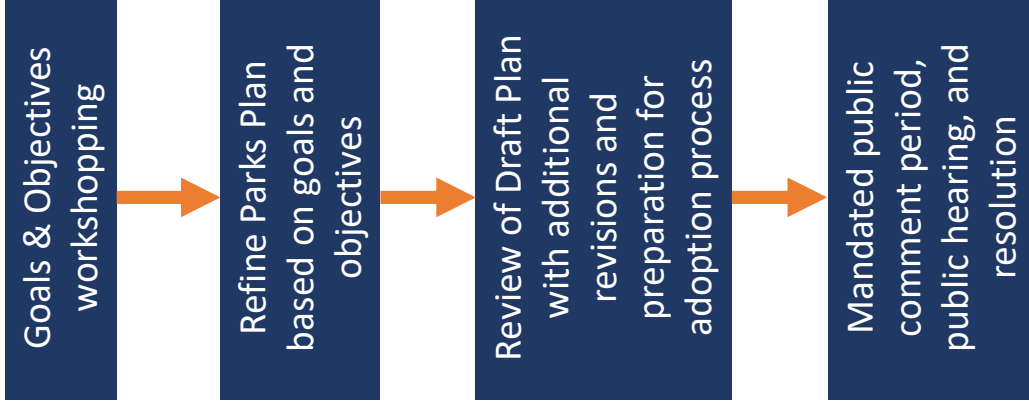 Goals & Objectives
workshopping
Refine Parks Plan
based on goals and
objectives
Review of Draft Plan
with additional
revisions and
preparation for
adoption process
Mandated public
comment period,
public hearing, and
resolution